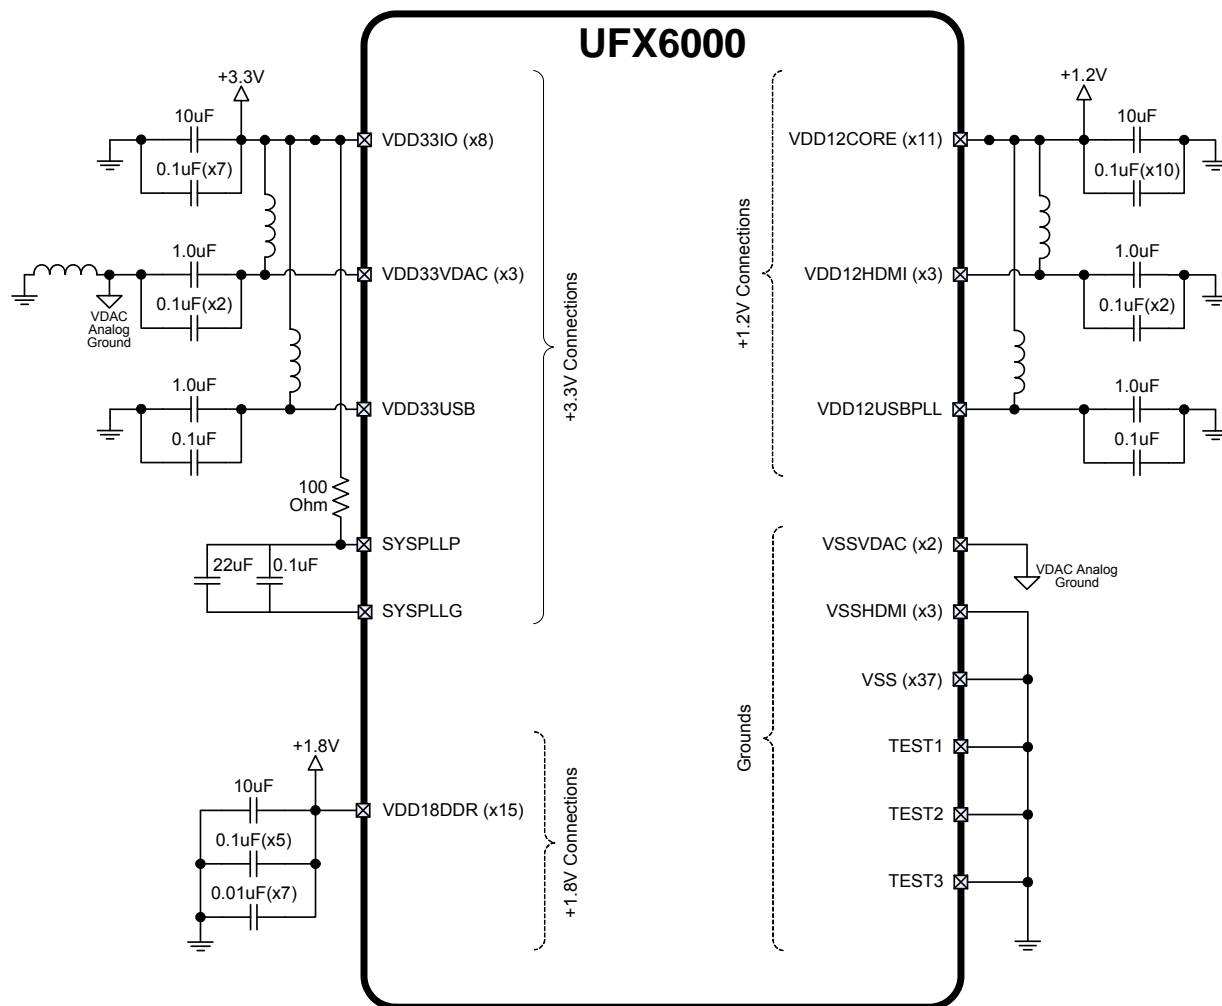 UFX6000
+3.3V
10uF
0.1uF(x7)
VDD33IO (x8)
1.0uF
0.1uF(x2)
VDAC
Analog
Ground
VDD33VDAC (x3)
1.0uF
0.1uF
VDD33USB
100
Ohm
22uF
0.1uF
SYSPLLP
SYSPLLG
+3.3V Connections
+1.8V
10uF
0.1uF(x5)
0.01uF(x7)
VDD18DDR (x15)
+1.8V Connections
+1.2V
+1.2V Connections
VDD12CORE (x11)
10uF
0.1uF(x10)
VDD12HDMI (x3)
1.0uF
0.1uF(x2)
VDD12USBPLL
1.0uF
0.1uF
Grounds
VSSVDAC (x2)
VDAC Analog
Ground
VSSHDMI (x3)
VSS (x37)
TEST1
TEST2
TEST3